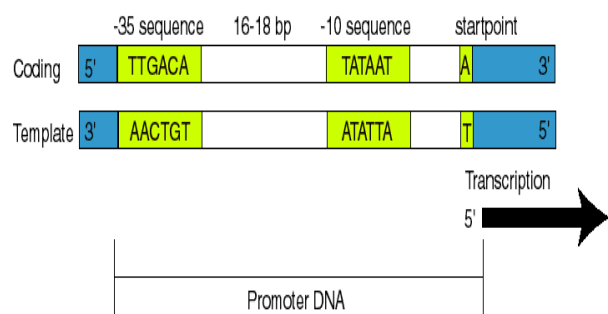 -35 sequence 16-18 bp -10 sequence startpoint
Coding 5' TTGACA TATAAT A 3'
Template 3' AACTGT ATATTA T 5'
Transcription
5'
Promoter DNA